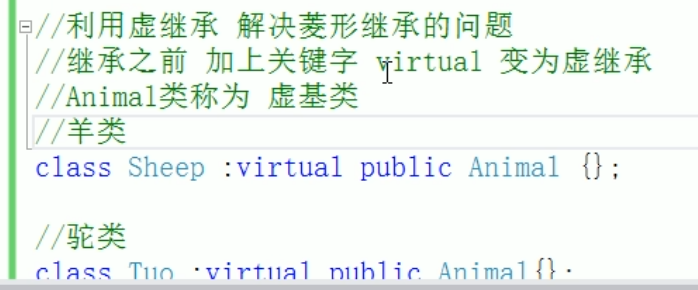 //利用虚继承 解决菱形继承的问题
//继承之前 加上关键字 virtual 变为虚继承
//Animal类称为 虚基类
//羊类
class Sheep :virtual public Animal {};
//驼类
class Tuo :virtual public Animal{};